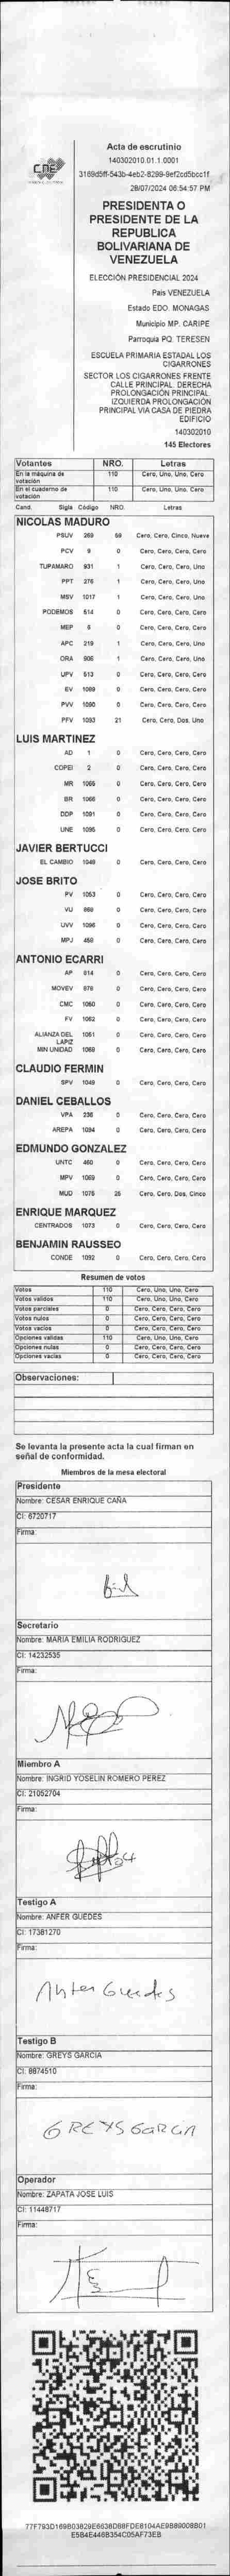 CNE
Acta de escrutinio
140302010.01.1.0001
3169d5ff-543b-4eb2-8299-9ef2cd5bcc1f
28/07/2024 06:54:57 PM
PRESIDENTA O
PRESIDENTE DE LA
REPUBLICA
BOLIVARIANA DE
VENEZUELA
ELECCIÓN PRESIDENCIAL 2024
País VENEZUELA
Estado EDO. MONAGAS
Municipio MP. CARIPE
Parroquia PQ. TERESEN
ESCUELA PRIMARIA ESTADAL LOS
CIGARRONES
SECTOR LOS CIGARRONES FRENTE
CALLE PRINCIPAL. DERECHA
PROLONGACIÓN PRINCIPAL.
IZQUIERDA PROLONGACIÓN
PRINCIPAL VIA CASA DE PIEDRA
EDIFICIO
140302010
145 Electores
Votantes NRO. Letras
En la máquina de votación 110 Cero, Uno, Uno, Cero
En el cuaderno de votación 110 Cero, Uno, Uno, Cero
Cand. Sigla Código NRO. Letras
NICOLAS MADURO
PSUV 269 59 Cero, Cero, Cinco, Nueve
PCV 9 0 Cero, Cero, Cero, Cero
TUPAMARO 931 1 Cero, Cero, Cero, Uno
PPT 276 1 Cero, Cero, Cero, Uno
MSV 1017 1 Cero, Cero, Cero, Uno
PODEMOS 514 0 Cero, Cero, Cero, Cero
MEP 6 0 Cero, Cero, Cero, Cero
APC 219 1 Cero, Cero, Cero, Uno
ORA 906 1 Cero, Cero, Cero, Uno
UPV 513 0 Cero, Cero, Cero, Cero
EV 1089 0 Cero, Cero, Cero, Cero
PVV 1090 0 Cero, Cero, Cero, Cero
PFV 1093 21 Cero, Cero, Dos, Uno
LUIS MARTINEZ
AD 1 0 Cero, Cero, Cero, Cero
COPEI 2 0 Cero, Cero, Cero, Cero
MR 1065 0 Cero, Cero, Cero, Cero
BR 1066 0 Cero, Cero, Cero, Cero
DDP 1091 0 Cero, Cero, Cero, Cero
UNE 1095 0 Cero, Cero, Cero, Cero
JAVIER BERTUCCI
EL CAMBIO 1048 0 Cero, Cero, Cero, Cero
JOSE BRITO
PV 1053 0 Cero, Cero, Cero, Cero
VU 869 0 Cero, Cero, Cero, Cero
UVV 1096 0 Cero, Cero, Cero, Cero
MPJ 459 0 Cero, Cero, Cero, Cero
ANTONIO ECARRI
AP 914 0 Cero, Cero, Cero, Cero
MOVEV 978 0 Cero, Cero, Cero, Cero
CMC 1050 0 Cero, Cero, Cero, Cero
FV 1062 0 Cero, Cero, Cero, Cero
ALIANZA DEL 1051 0 Cero, Cero, Cero, Cero
LAPIZ
MIN UNIDAD 1068 0 Cero, Cero, Cero, Cero
CLAUDIO FERMIN
SPV 1049 0 Cero, Cero, Cero, Cero
DANIEL CEBALLOS
VPA 236 0 Cero, Cero, Cero, Cero
AREPA 1094 0 Cero, Cero, Cero, Cero
EDMUNDO GONZALEZ
UNTC 460 0 Cero, Cero, Cero, Cero
MPV 1069 0 Cero, Cero, Cero, Cero
MUD 1076 25 Cero, Cero, Dos, Cinco
ENRIQUE MARQUEZ
CENTRADOS 1073 0 Cero, Cero, Cero, Cero
BENJAMIN RAUSSEO
CONDE 1092 0 Cero, Cero, Cero, Cero
Resumen de votos
Votos 110 Cero, Uno, Uno, Cero
Votos validos 110 Cero, Uno, Uno, Cero
Votos parciales 0 Cero, Cero, Cero, Cero
Votos nulos 0 Cero, Cero, Cero, Cero
Votos vacios 0 Cero, Cero, Cero, Cero
Opciones validas 110 Cero, Uno, Uno, Cero
Opciones nulas 0 Cero, Cero, Cero, Cero
Opciones vacias 0 Cero, Cero, Cero, Cero
Observaciones:
Se levanta la presente acta la cual firman en
señal de conformidad.
Miembros de la mesa electoral
Presidente
Nombre: CESAR ENRIQUE CAÑA
CI: 6720717
Firma:
Secretario
Nombre: MARIA EMILIA RODRIGUEZ
CI: 14232535
Firma:
Miembro A
Nombre: INGRID YOSELIN ROMERO PEREZ
CI: 21052704
Firma:
Testigo A
Nombre: ANFER GUEDES
CI: 17381270
Firma:
Anfer Guedes
Testigo B
Nombre: GREYS GARCIA
CI: 8874510
Firma:
GREYS GARCIA
Operador
Nombre: ZAPATA JOSE LUIS
CI: 11448717
Firma:
77F793D169B03829E6636D88FDE8104AE9B89008B01
E5B4E446B354C05AF73EB